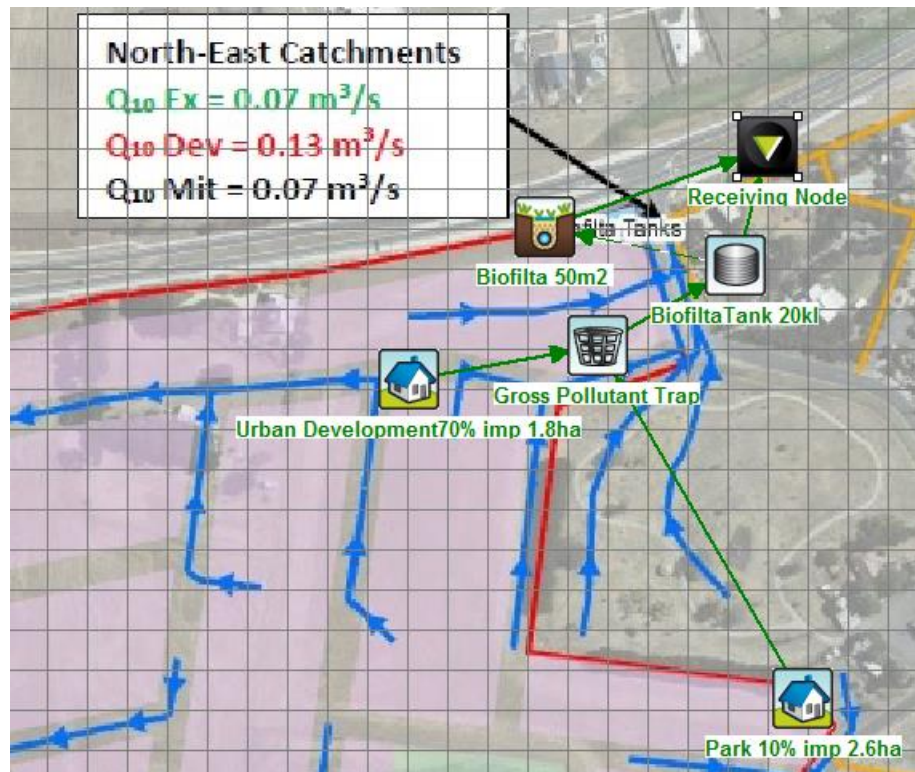 North-East Catchments
Q₁₀ Ex = 0.07 m³/s
Q₁₀ Dev = 0.13 m³/s
Q₁₀ Mit = 0.07 m³/s
Receiving Node
Tanks
Biofilta 50m2
BiofiltaTank 20kl
Gross Pollutant Trap
Urban Development70% imp 1.8ha
Park 10% imp 2.6ha